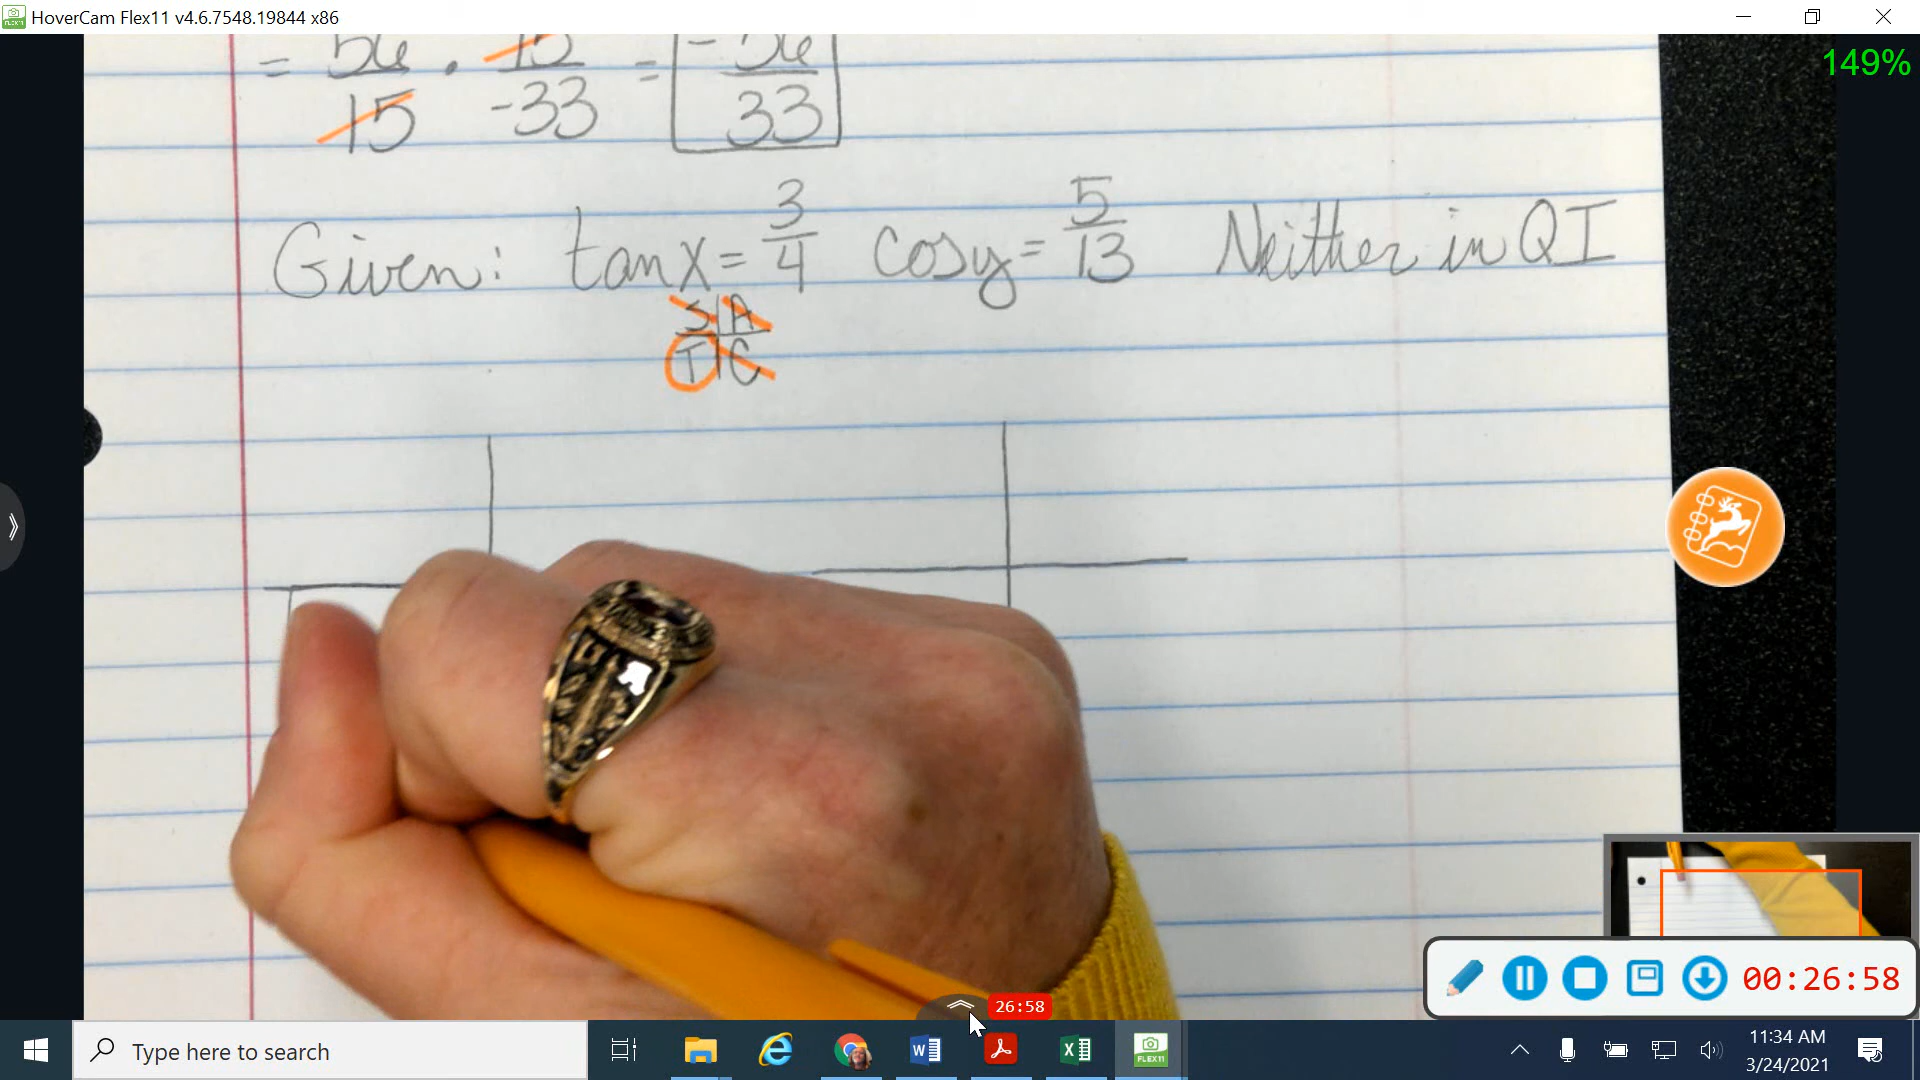 HoverCam Flex11 v4.6.7548.19844 x86
149%
= 56/15 · 15/-33 = -56/33
Given: tan x = 3/4 cos y = 5/13 Neither in QI
S A
T C
26:58
00:26:58
Type here to search
FLEX11
11:34 AM
3/24/2021